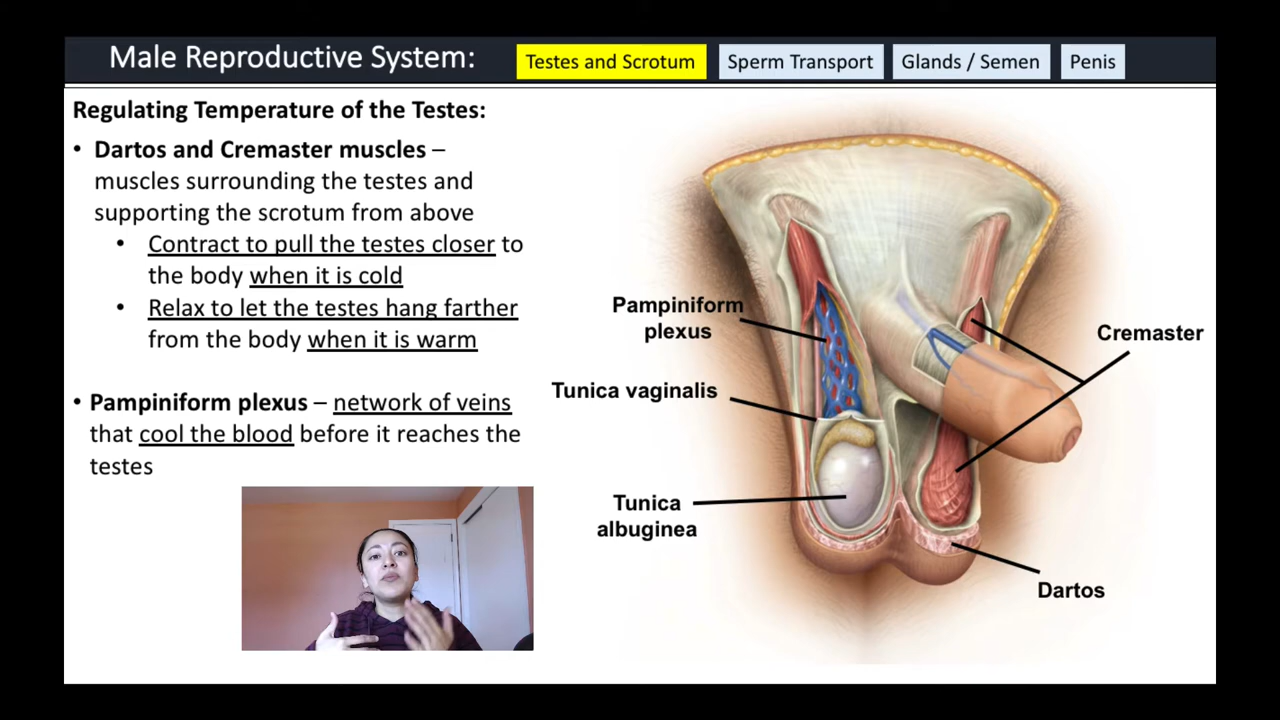 Male Reproductive System:
Testes and Scrotum
Sperm Transport
Glands / Semen
Penis
Regulating Temperature of the Testes:
• Dartos and Cremaster muscles –
muscles surrounding the testes and
supporting the scrotum from above
• Contract to pull the testes closer to
the body when it is cold
• Relax to let the testes hang farther
from the body when it is warm
• Pampiniform plexus – network of veins
that cool the blood before it reaches the
testes
Pampiniform
plexus
Tunica vaginalis
Tunica
albuginea
Cremaster
Dartos